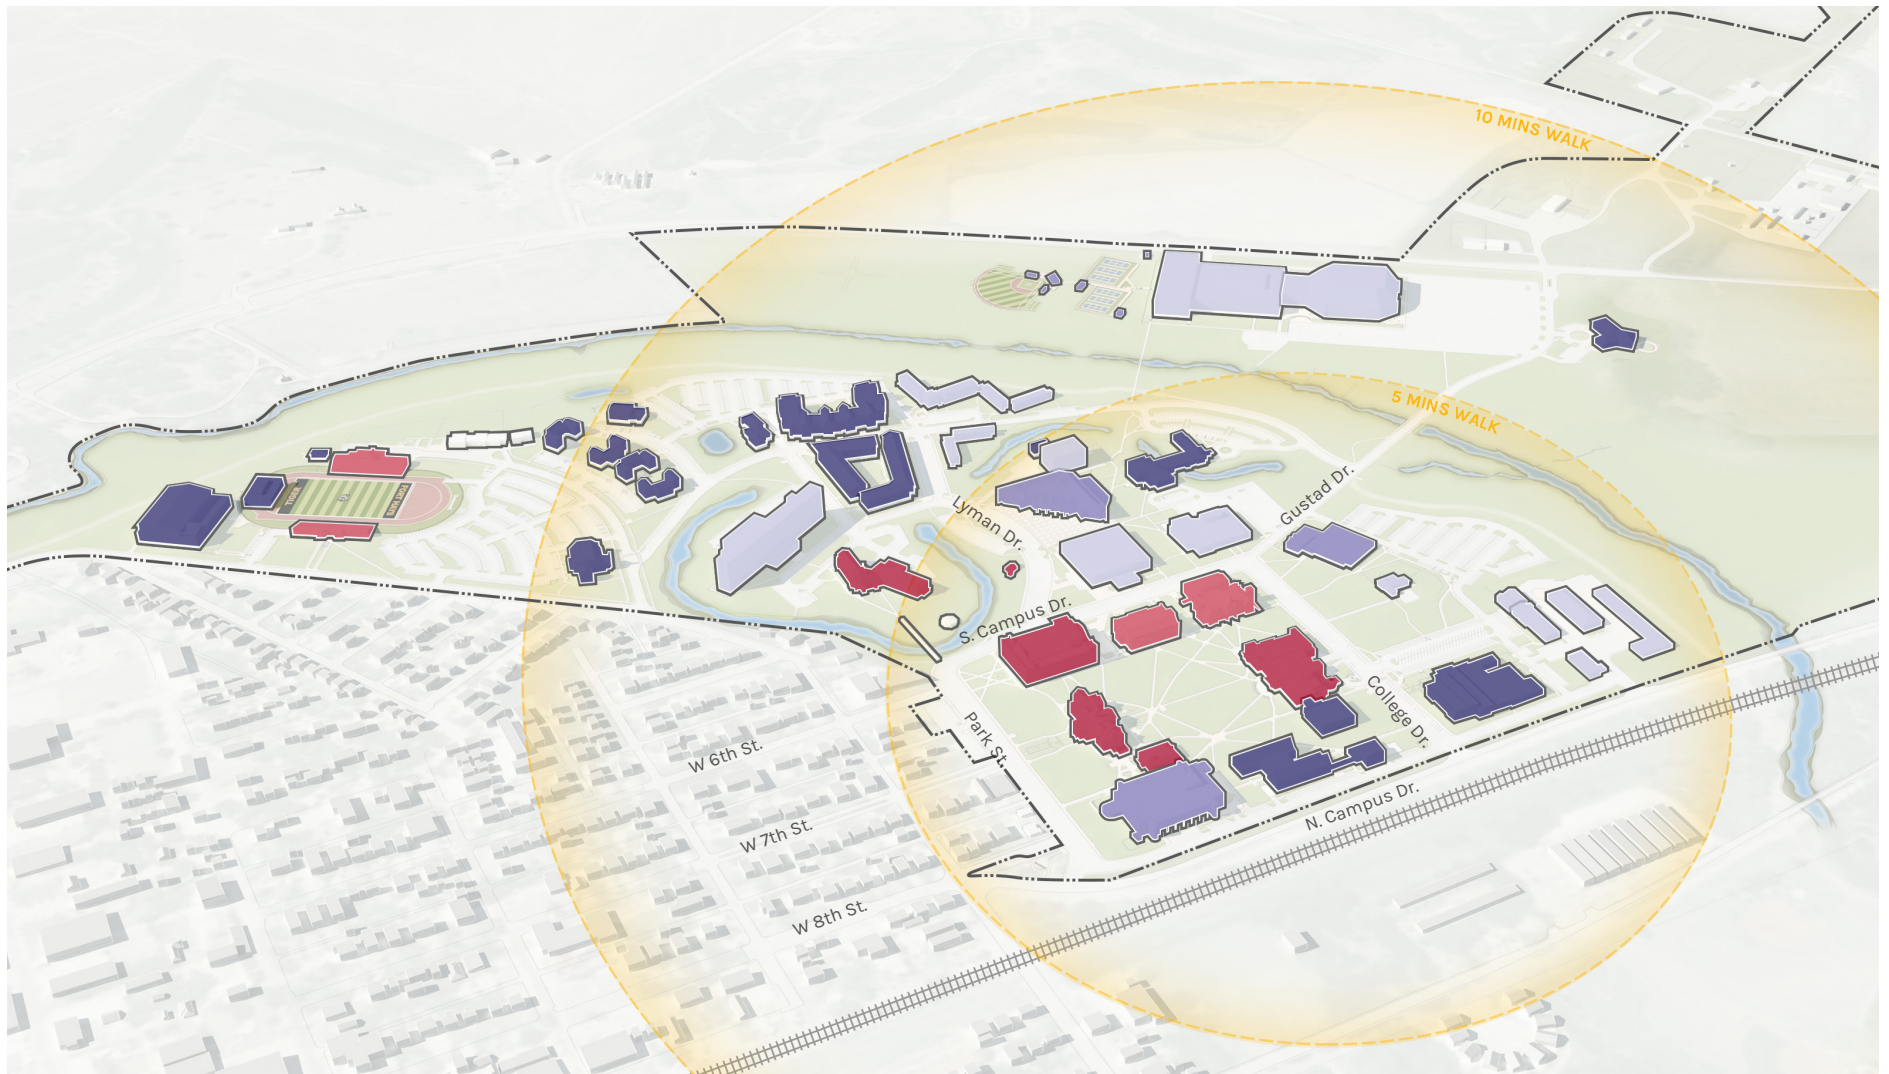 10 MINS WALK
5 MINS WALK
Gustad Dr.
Lyman Dr.
S. Campus Dr.
College Dr.
Park St.
W 6th St.
N. Campus Dr.
W 7th St.
W 8th St.